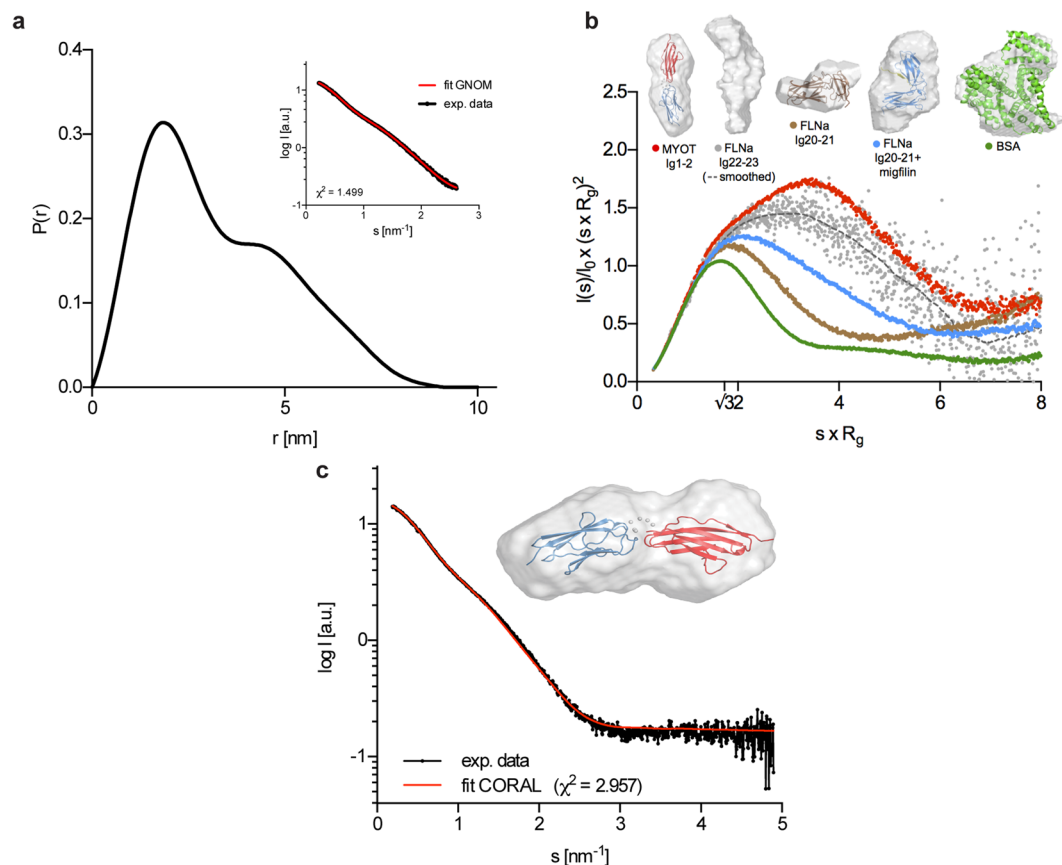 a
P(r)
0.4
0.3
0.2
0.1
0.0
0
5
10
r [nm]
log I [a.u.]
1
0
-1
0
1
2
3
s [nm-1]
fit GNOM
exp. data
χ2 = 1.499
b
MYOT
Ig1-2
FLNa
Ig22-23
(--smoothed)
FLNa
Ig20-21
FLNa
Ig20-21+
migfilin
BSA
I(s)/I0 x (s x Rg)2
2.5
2.0
1.5
1.0
0.5
0.0
0
√3
2
4
6
8
s x Rg
c
log I [a.u.]
1
0
-1
exp. data
fit CORAL (χ2 = 2.957)
0
1
2
3
4
5
s [nm-1]